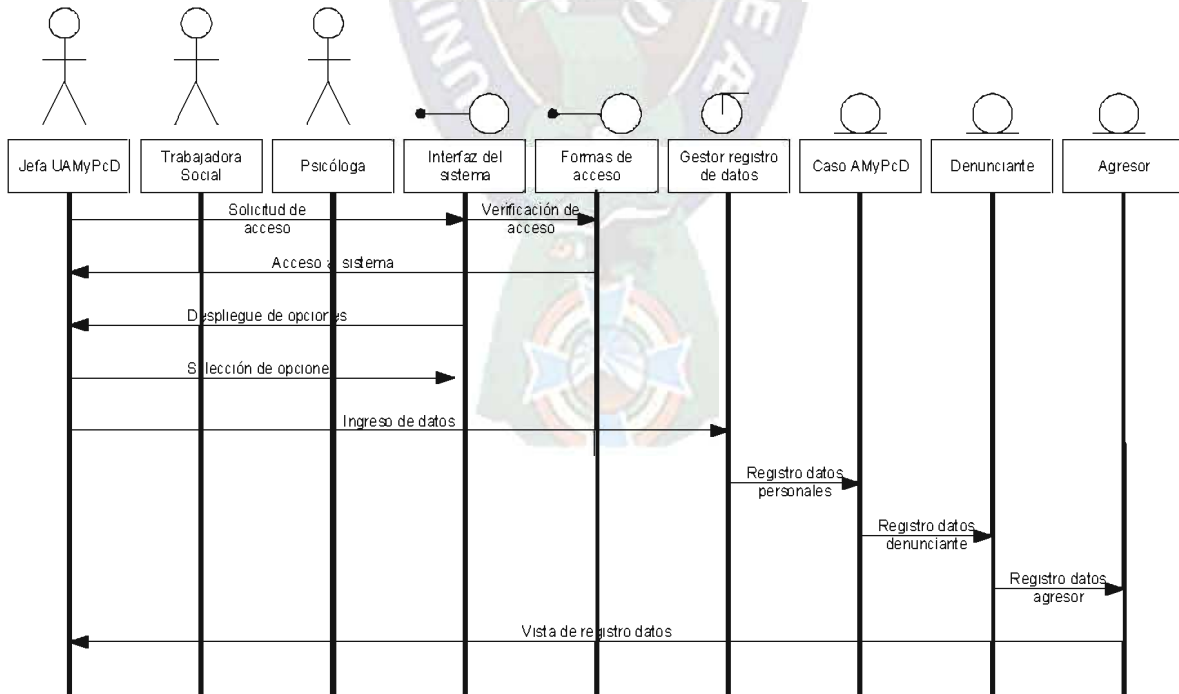 UNI
E Æ
Jefa UAMyPcD
Trabajadora
Social
Psicóloga
Interfaz del
sistema
Formas de
acceso
Gestor registro
de datos
Caso AMyPcD
Denunciante
Agresor
Solicitud de
acceso
Verificación de
acceso
Acceso a sistema
Despliegue de opciones
Selección de opcione
Ingreso de datos
Registro datos
personales
Registro datos
denunciante
Registro datos
agresor
Vista de registro datos